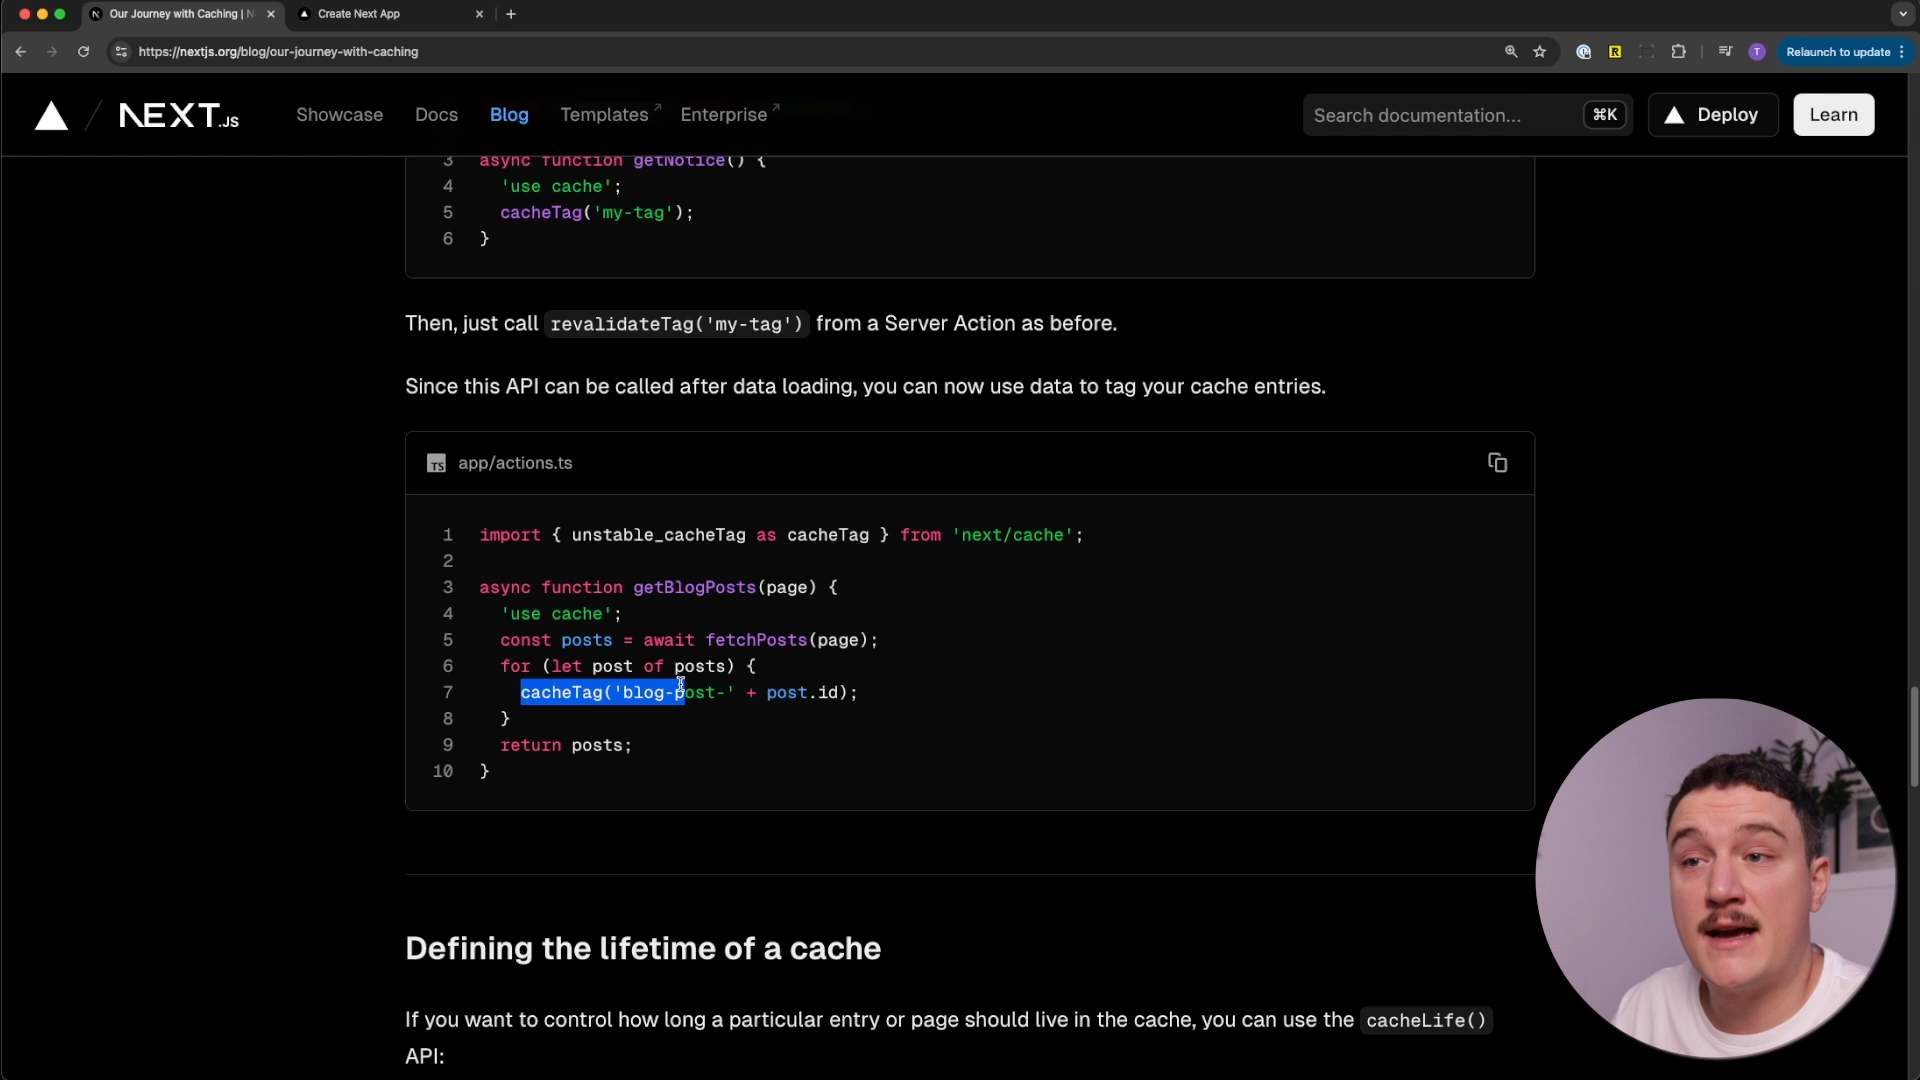 Our Journey with Caching | N
Create Next App
https://nextjs.org/blog/our-journey-with-caching
R
T
Relaunch to update
NEXT.JS
Showcase
Docs
Blog
Templates
Enterprise
Search documentation...
⌘K
Deploy
Learn
3 async function getNotice() {
4 'use cache';
5 cacheTag('my-tag');
6 }
Then, just call revalidateTag('my-tag') from a Server Action as before.
Since this API can be called after data loading, you can now use data to tag your cache entries.
TS app/actions.ts
1 import { unstable_cacheTag as cacheTag } from 'next/cache';
2
3 async function getBlogPosts(page) {
4 'use cache';
5 const posts = await fetchPosts(page);
6 for (let post of posts) {
7 cacheTag('blog-post-' + post.id);
8 }
9 return posts;
10 }
Defining the lifetime of a cache
If you want to control how long a particular entry or page should live in the cache, you can use the cacheLife()
API: